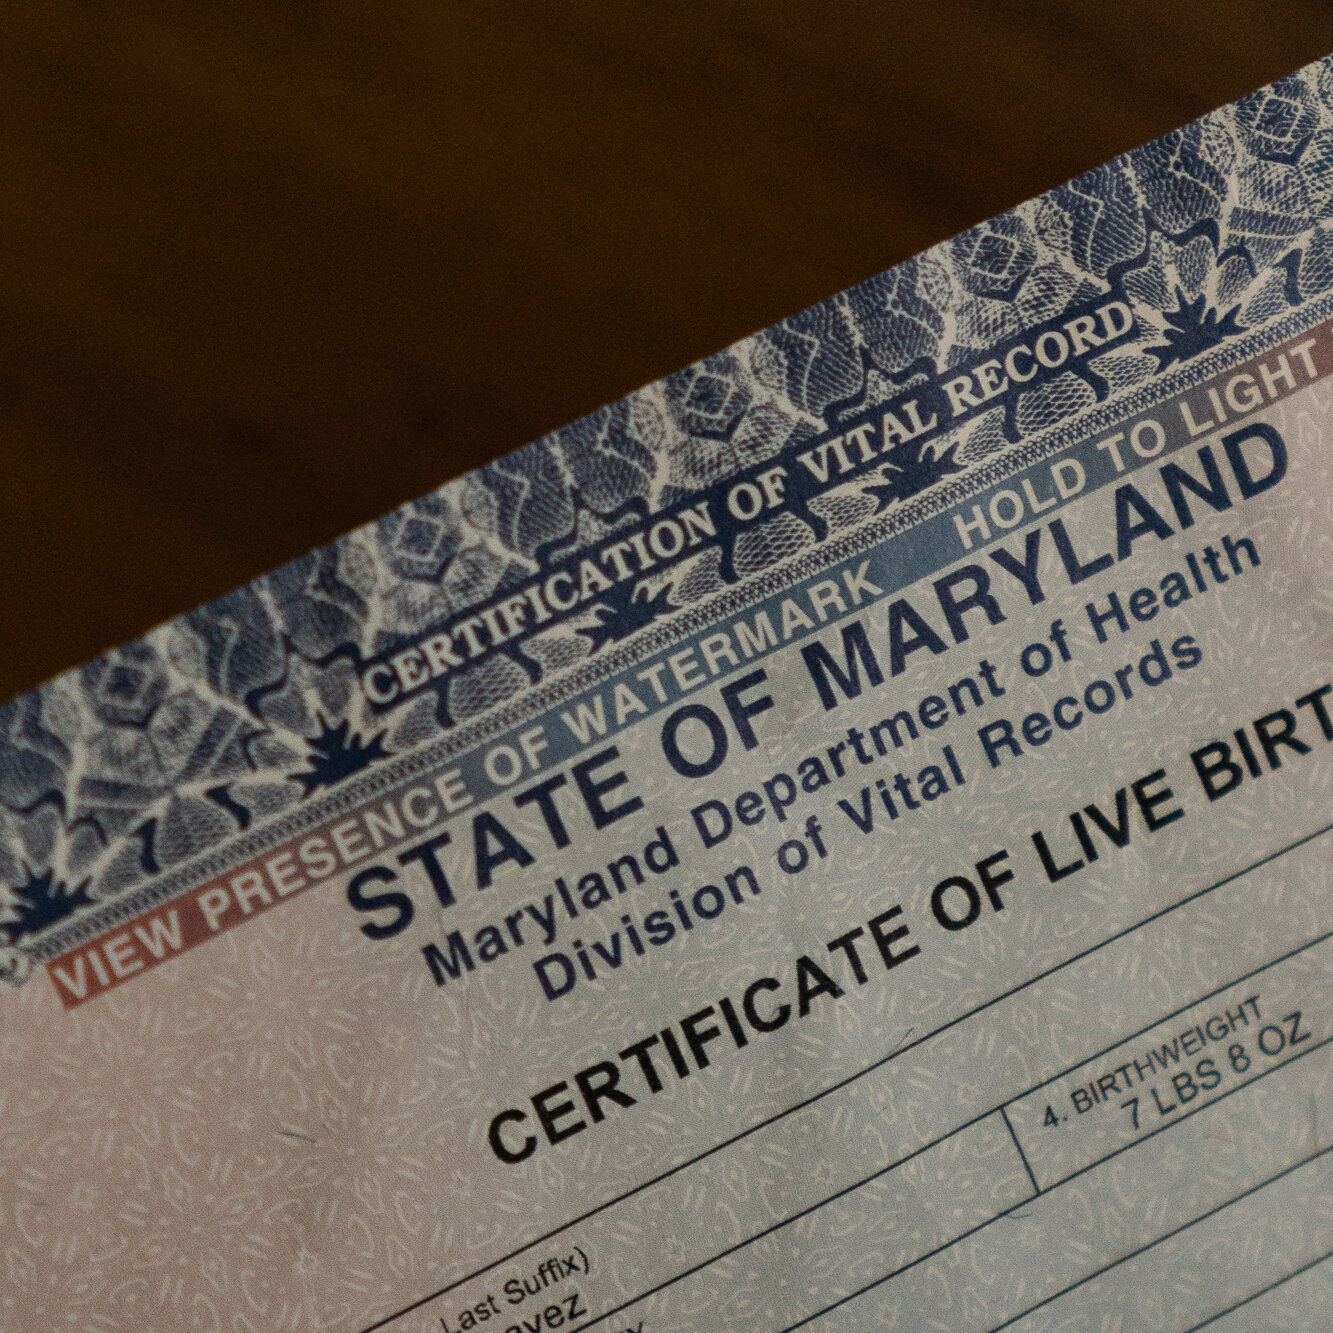 CERTIFICATION OF VITAL RECORD
VIEW PRESENCE OF WATERMARK HOLD TO LIGHT
STATE OF MARYLAND
Maryland Department of Health
Division of Vital Records
CERTIFICATE OF LIVE BIRT
4. BIRTHWEIGHT
7 LBS 8 OZ
Last Suffix)
avez